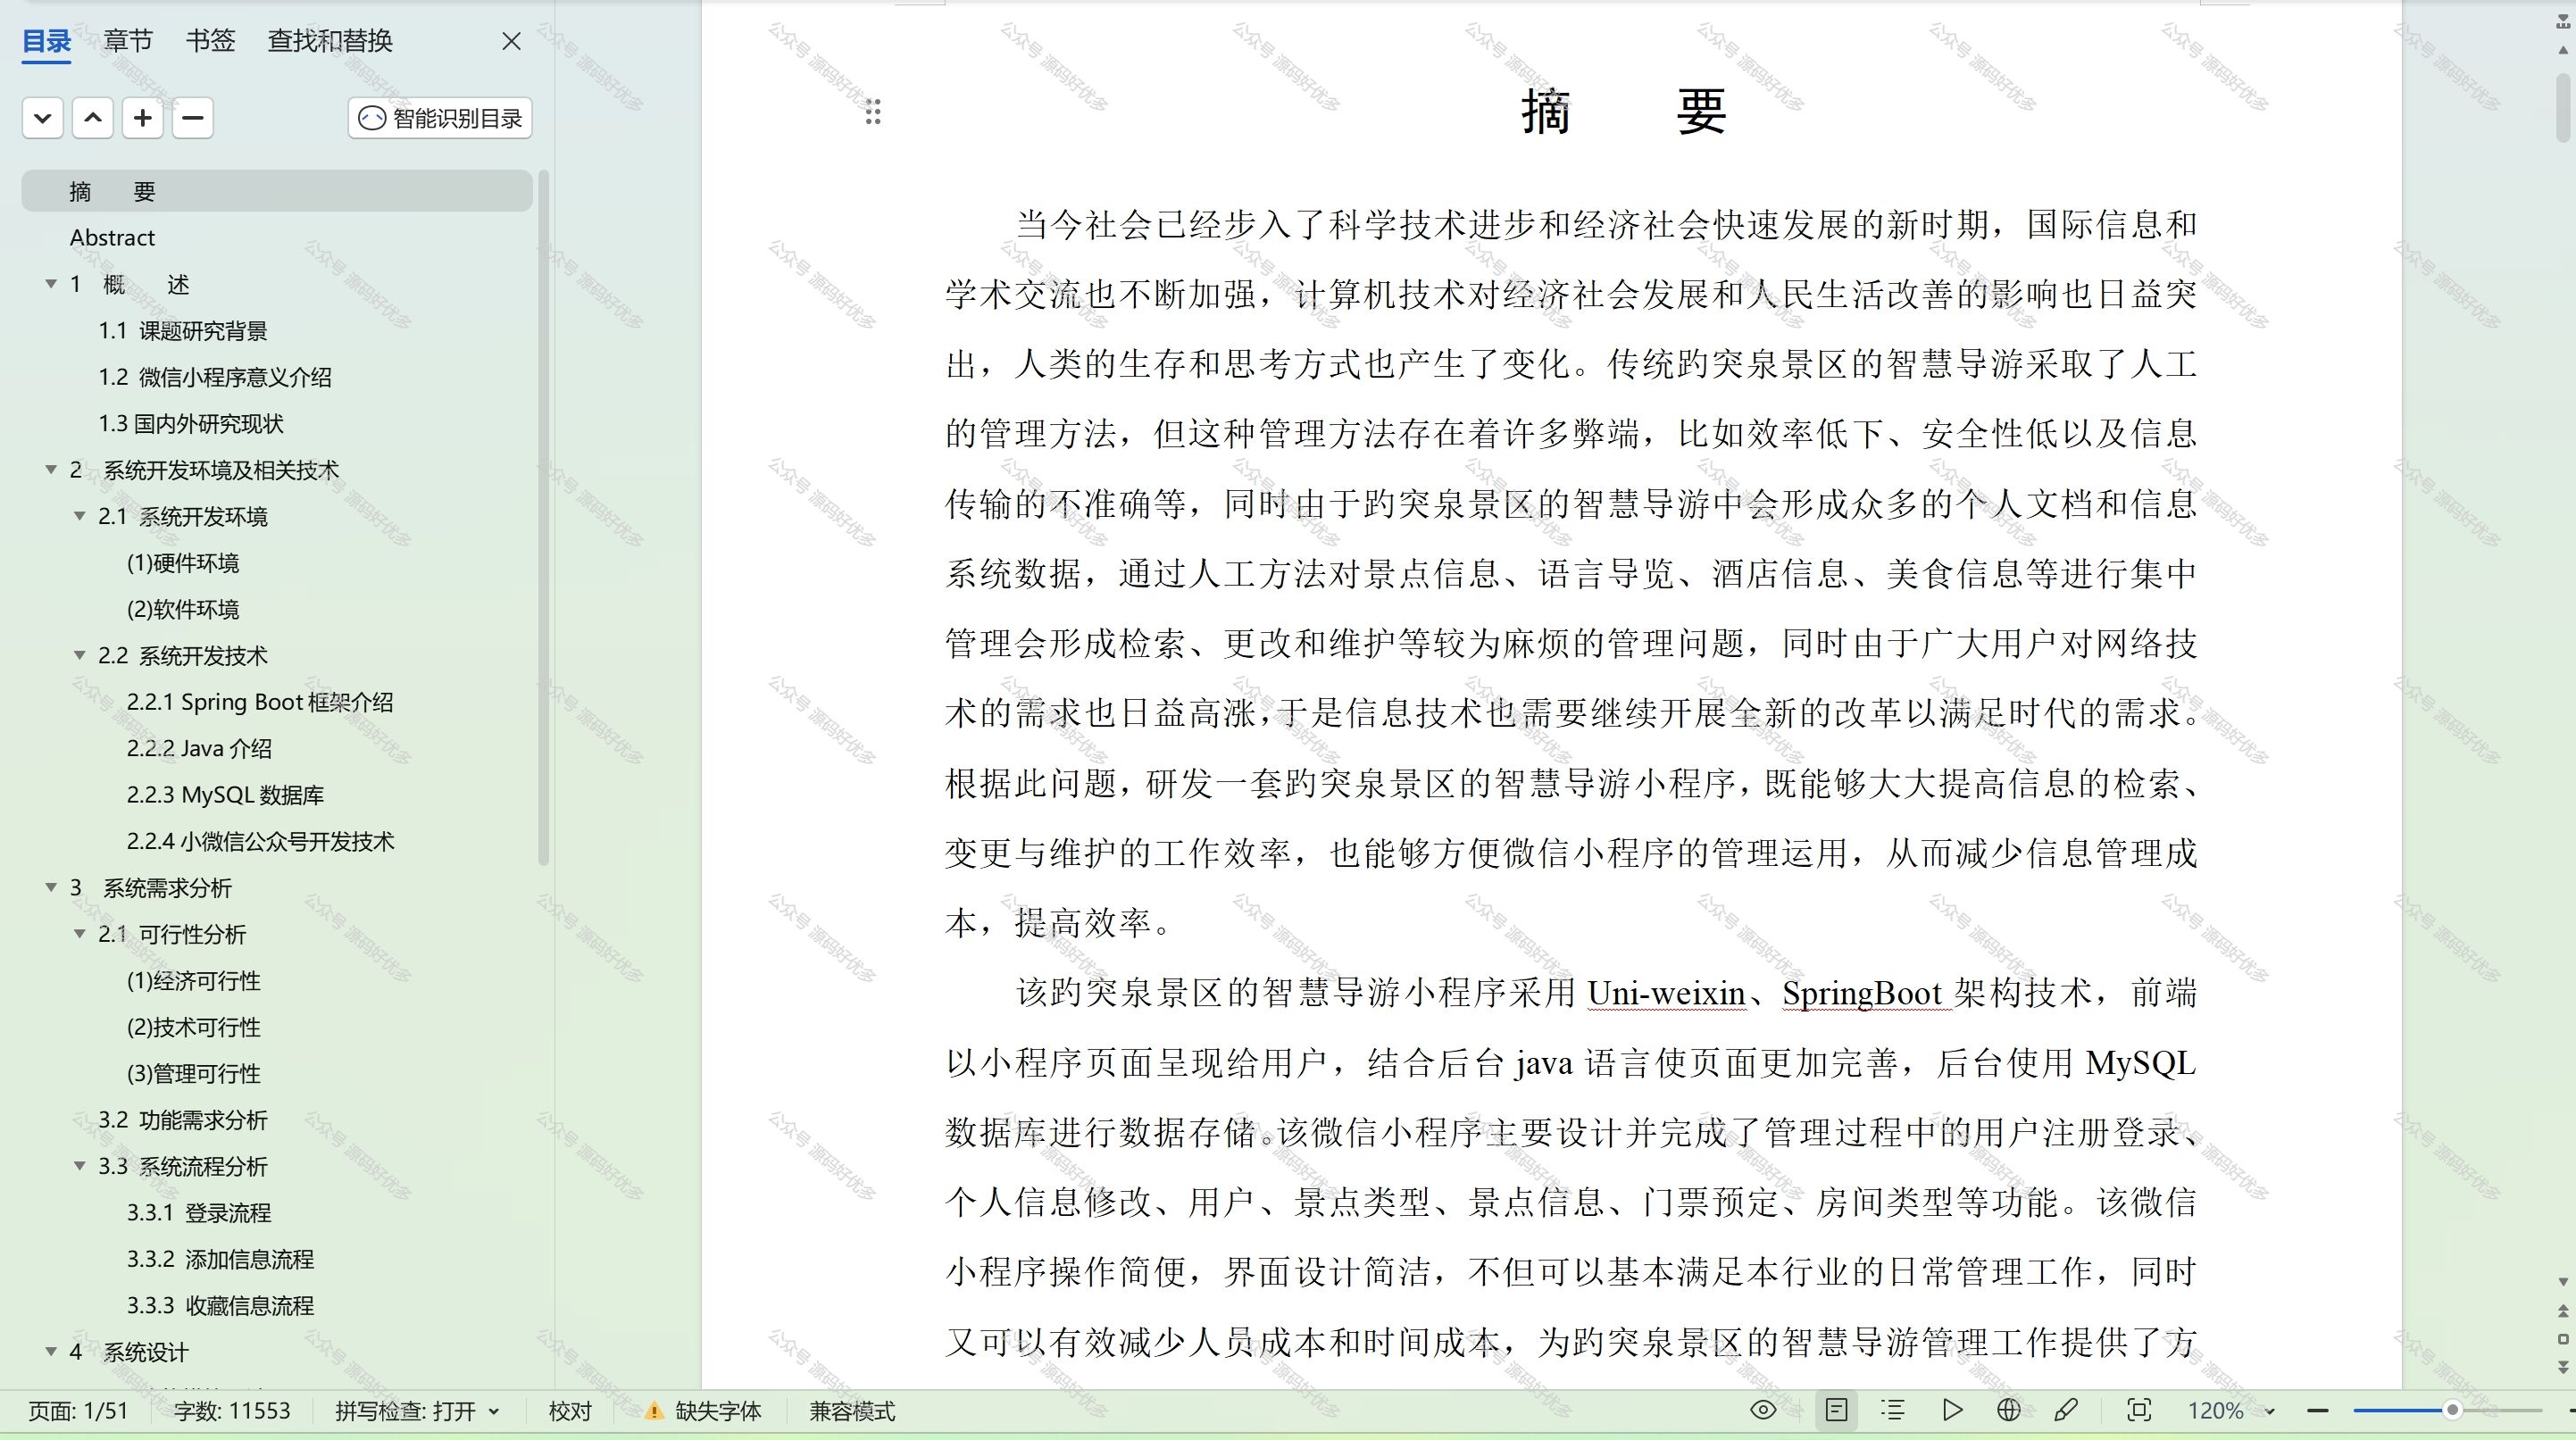 目录 章节 书签 查找和替换
智能识别目录
摘 要
Abstract
1 概 述
1.1 课题研究背景
1.2 微信小程序意义介绍
1.3 国内外研究现状
2 系统开发环境及相关技术
2.1 系统开发环境
(1)硬件环境
(2)软件环境
2.2 系统开发技术
2.2.1 Spring Boot 框架介绍
2.2.2 Java 介绍
2.2.3 MySQL 数据库
2.2.4 小微信公众号开发技术
3 系统需求分析
2.1 可行性分析
(1)经济可行性
(2)技术可行性
(3)管理可行性
3.2 功能需求分析
3.3 系统流程分析
3.3.1 登录流程
3.3.2 添加信息流程
3.3.3 收藏信息流程
4 系统设计
摘 要
当今社会已经步入了科学技术进步和经济社会快速发展的新时期，国际信息和
学术交流也不断加强，计算机技术对经济社会发展和人民生活改善的影响也日益突
出，人类的生存和思考方式也产生了变化。传统趵突泉景区的智慧导游采取了人工
的管理方法，但这种管理方法存在着许多弊端，比如效率低下、安全性低以及信息
传输的不准确等，同时由于趵突泉景区的智慧导游中会形成众多的个人文档和信息
系统数据，通过人工方法对景点信息、语言导览、酒店信息、美食信息等进行集中
管理会形成检索、更改和维护等较为麻烦的管理问题，同时由于广大用户对网络技
术的需求也日益高涨，于是信息技术也需要继续开展全新的改革以满足时代的需求。
根据此问题，研发一套趵突泉景区的智慧导游小程序，既能够大大提高信息的检索、
变更与维护的工作效率，也能够方便微信小程序的管理运用，从而减少信息管理成
本，提高效率。
该趵突泉景区的智慧导游小程序采用 Uni-weixin、SpringBoot 架构技术，前端
以小程序页面呈现给用户，结合后台 java 语言使页面更加完善，后台使用 MySQL
数据库进行数据存储。该微信小程序主要设计并完成了管理过程中的用户注册登录、
个人信息修改、用户、景点类型、景点信息、门票预定、房间类型等功能。该微信
小程序操作简便，界面设计简洁，不但可以基本满足本行业的日常管理工作，同时
又可以有效减少人员成本和时间成本，为趵突泉景区的智慧导游管理工作提供了方
页面: 1/51 字数: 11553 拼写检查: 打开 校对 缺失字体 兼容模式 120%
公众号 源码好优多